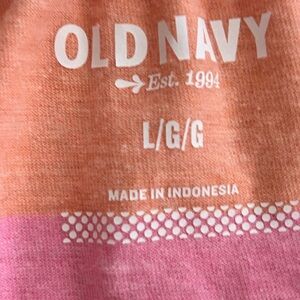 OLD NAVY
Est. 1994
L/G/G
MADE IN INDONESIA